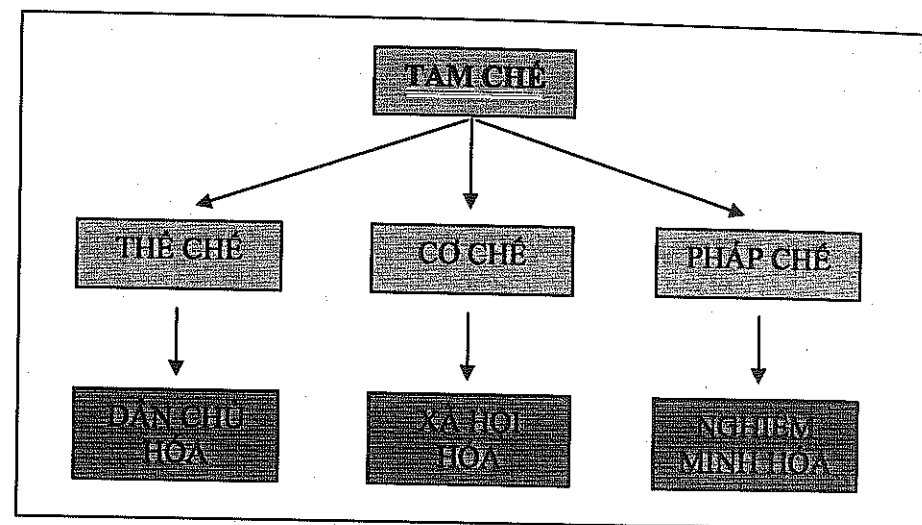 TAM CHẾ
THỂ CHẾ
CƠ CHẾ
PHÁP CHẾ
DÂN CHỦ
HÓA
XÃ HỘI
HÓA
NGHIÊM
MINH HÓA